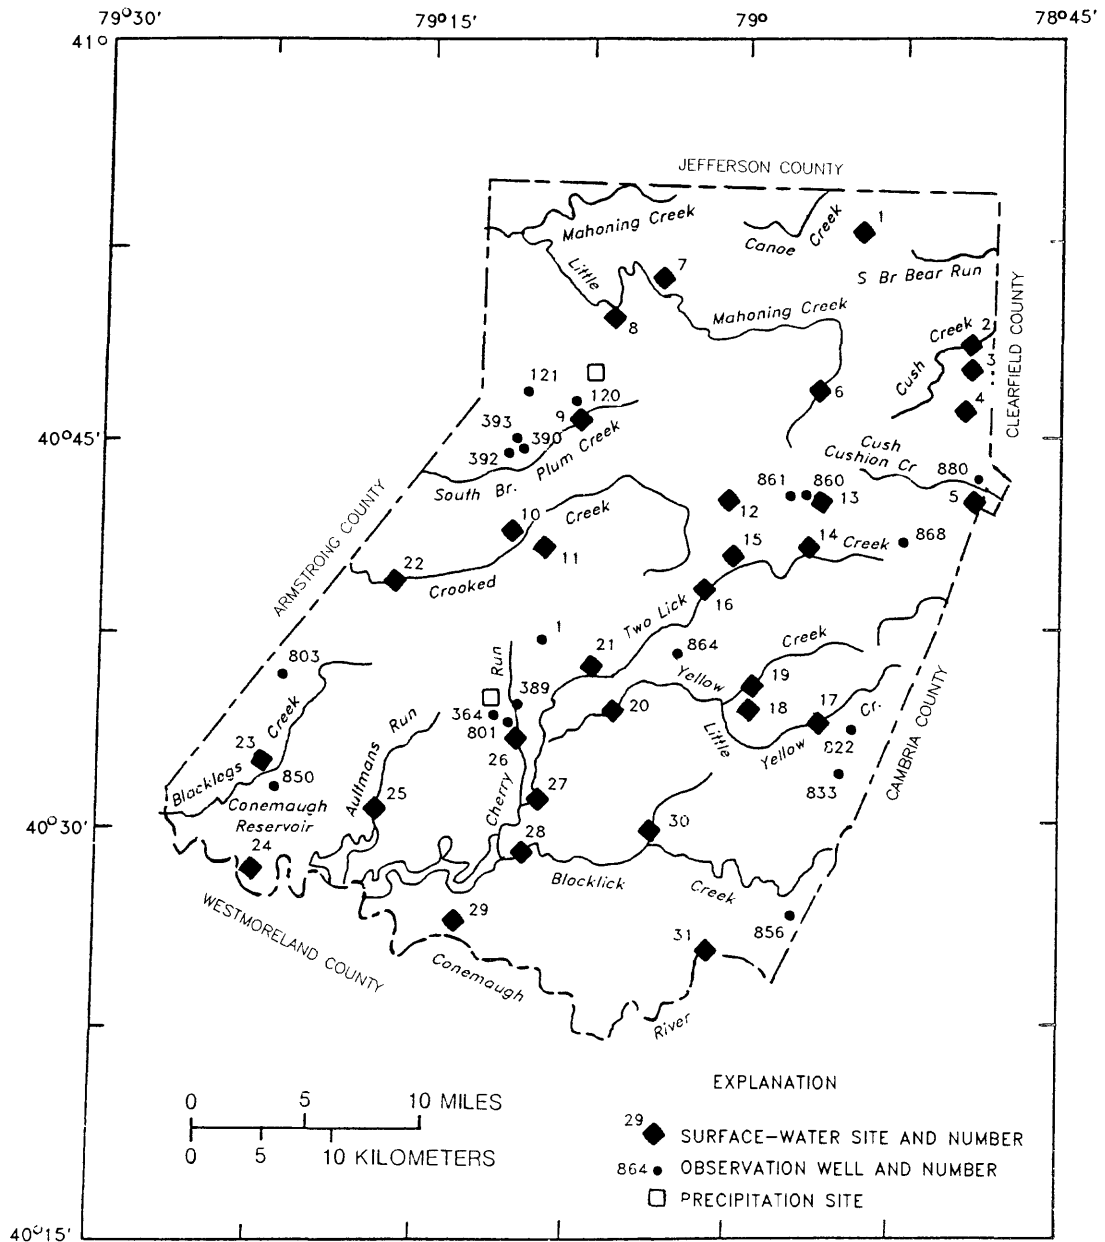 79°30'
79°15'
79°
78°45'
41°
JEFFERSON COUNTY
Mahoning Creek
Canoe Creek
1
S Br Bear Run
Little
7
8
Mahoning Creek
CLEARFIELD COUNTY
Cush Creek
2
3
4
6
121
120
9
393
390
392
40°45'
South Br. Plum Creek
Cush
Cushion Cr
880
5
861
860
12
13
10
Creek
11
15
14
Creek
868
ARMSTRONG COUNTY
22
Crooked
16
Two Lick
1
864
803
21
Run
Yellow
Creek
19
389
364
801
20
18
17
Cr.
Little
Yellow
822
833
CAMBRIA COUNTY
Creek
23
Blacklegs
850
Conemaugh
Reservoir
Aultmans Run
25
26
Cherry
27
40°30'
28
30
24
Blacklick
Creek
WESTMORELAND COUNTY
29
856
31
Conemaugh
River
EXPLANATION
0 5 10 MILES
0 5 10 KILOMETERS
29 SURFACE-WATER SITE AND NUMBER
864 OBSERVATION WELL AND NUMBER
PRECIPITATION SITE
40°15'